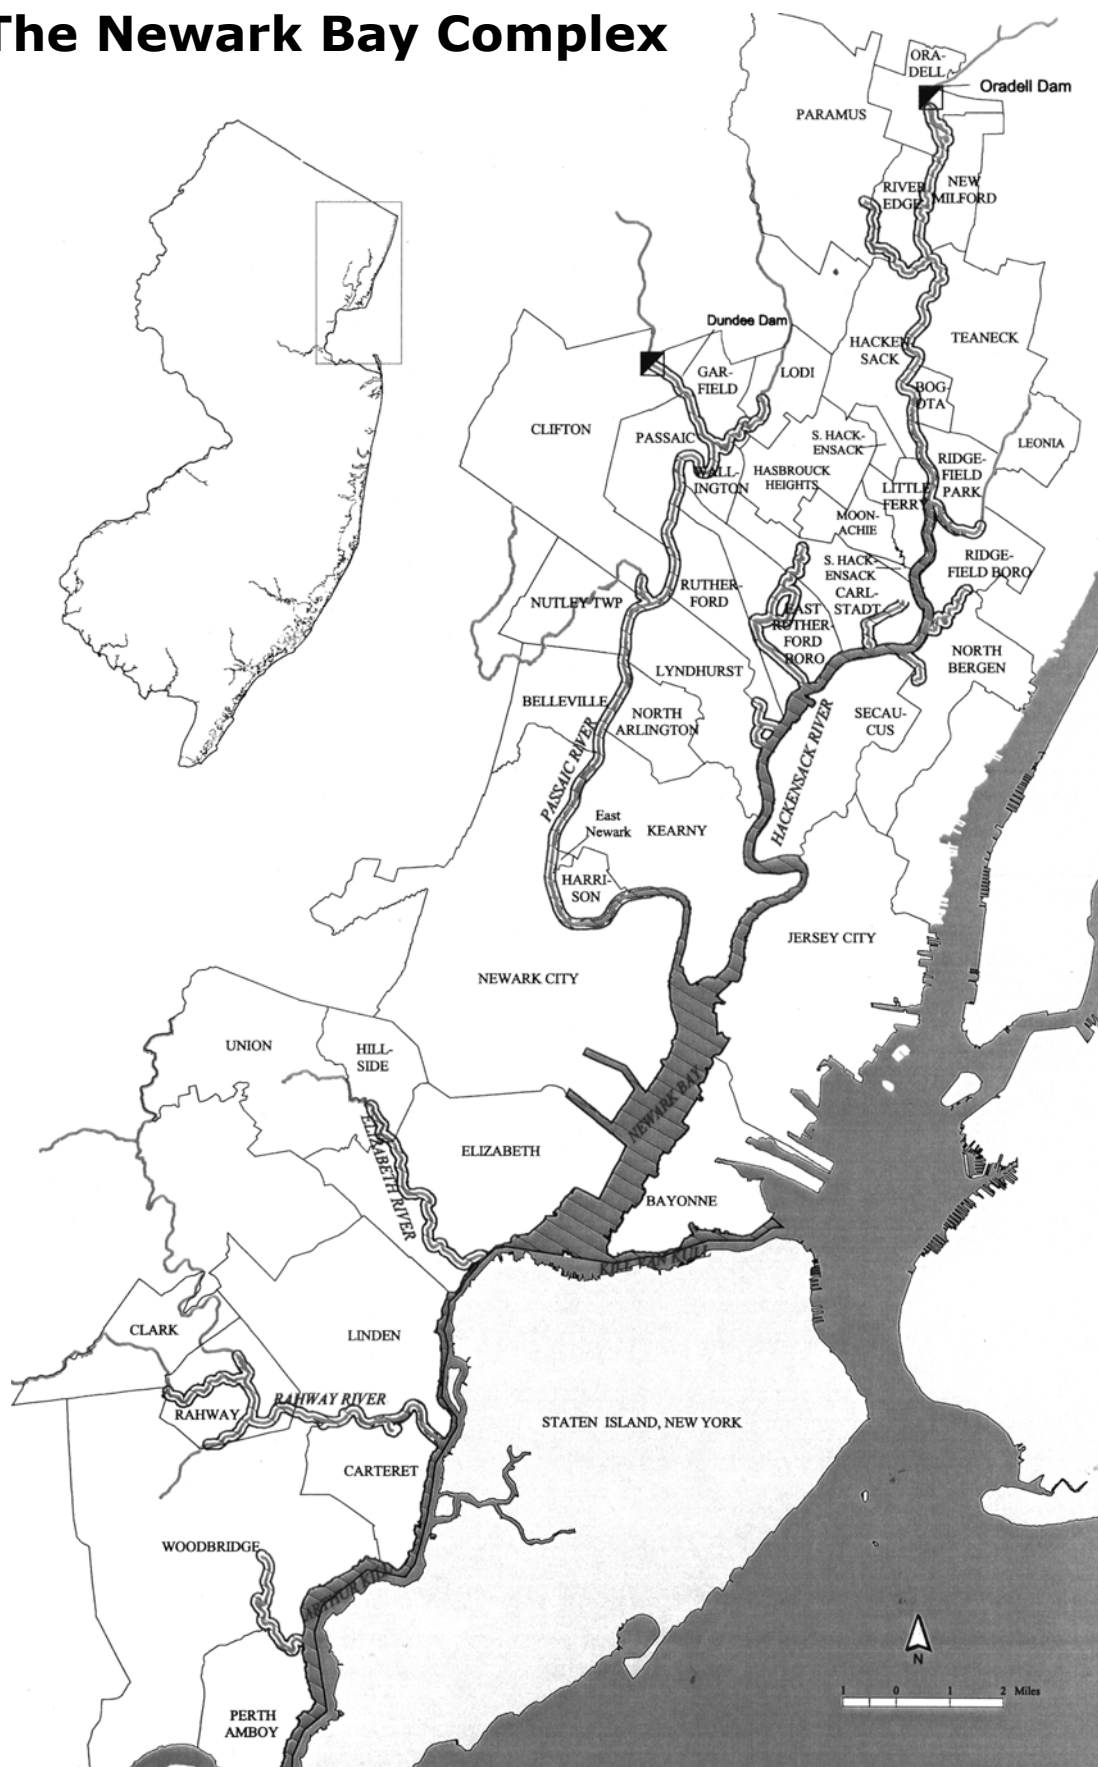 The Newark Bay Complex
ORA-
DELL
Oradell Dam
PARAMUS
RIVER
EDGE
NEW
MILFORD
Dundee Dam
HACKEN-
SACK
TEANECK
GAR-
FIELD
LODI
BOG-
OTA
CLIFTON
PASSAIC
S. HACK-
ENSACK
LEONIA
WALL-
INGTON
HASBROUCK
HEIGHTS
RIDGE-
FIELD
PARK
LITTLE
FERRY
MOON-
ACHIE
RIDGE-
FIELD BORO
S. HACK-
ENSACK
CARL-
STADT
NUTLEY TWP
RUTHER-
FORD
EAST
RUTHER-
FORD
BORO
NORTH
BERGEN
LYNDHURST
BELLEVILLE
NORTH
ARLINGTON
SECAU-
CUS
PASSAIC RIVER
HACKENSACK RIVER
East
Newark
KEARNY
HARRI-
SON
JERSEY CITY
NEWARK CITY
UNION
HILL-
SIDE
NEWARK BAY
ELIZABETH RIVER
ELIZABETH
BAYONNE
KILL VAN KULL
CLARK
LINDEN
RAHWAY RIVER
RAHWAY
STATEN ISLAND, NEW YORK
CARTERET
WOODBRIDGE
ARTHUR KILL
N
1 0 1 2 Miles
PERTH
AMBOY